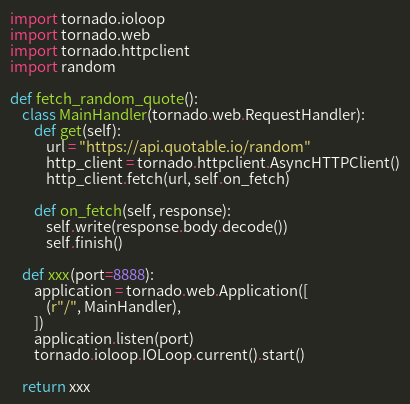 import tornado.ioloop
import tornado.web
import tornado.httpclient
import random

def fetch_random_quote():
    class MainHandler(tornado.web.RequestHandler):
        def get(self):
            url = "https://api.quotable.io/random"
            http_client = tornado.httpclient.AsyncHTTPClient()
            http_client.fetch(url, self.on_fetch)

        def on_fetch(self, response):
            self.write(response.body.decode())
            self.finish()

    def xxx(port=8888):
        application = tornado.web.Application([
            (r"/", MainHandler),
        ])
        application.listen(port)
        tornado.ioloop.IOLoop.current().start()

    return xxx